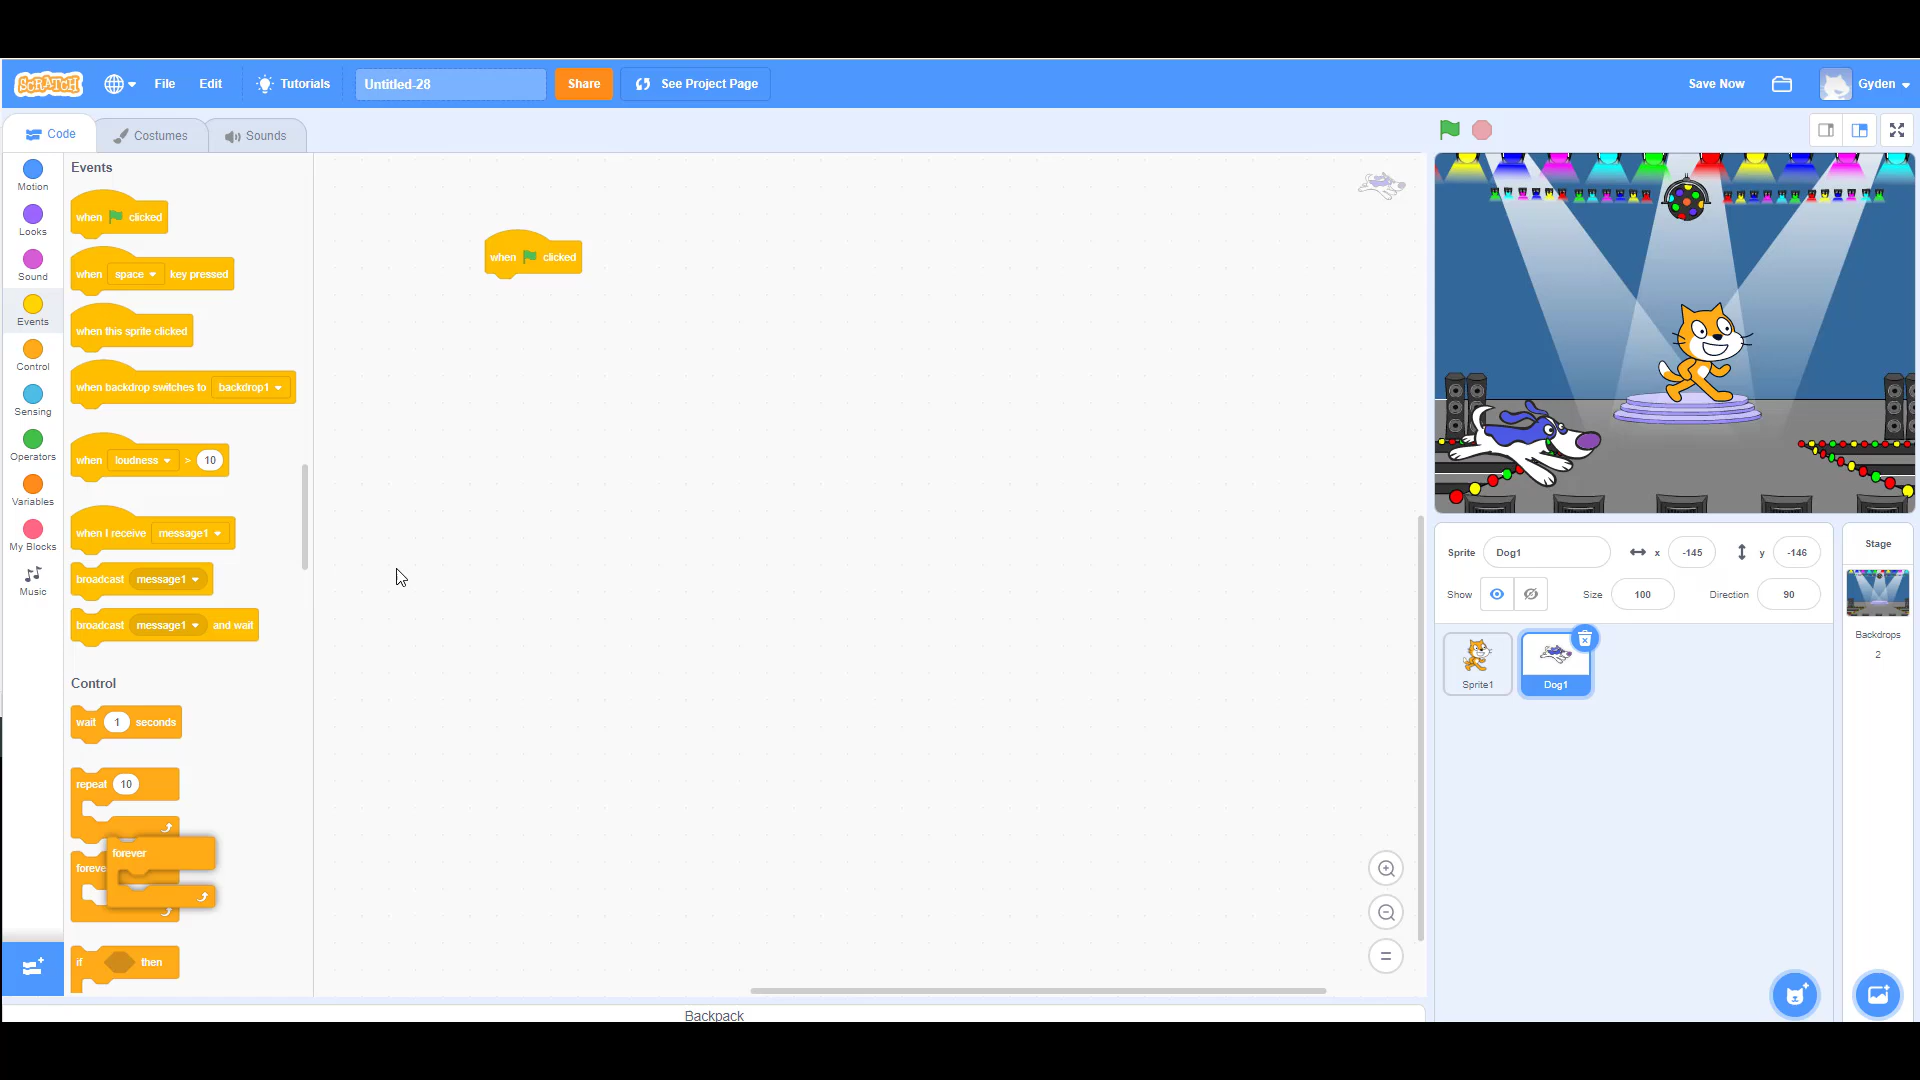 SCRATCH
File
Edit
Tutorials
Untitled-28
Share
See Project Page
Save Now
Gyden
Code
Costumes
Sounds
Motion
Looks
Sound
Events
Control
Sensing
Operators
Variables
My Blocks
Music
Events
when clicked
when space key pressed
when this sprite clicked
when backdrop switches to backdrop1
when loudness > 10
when I receive message1
broadcast message1
broadcast message1 and wait
Control
wait 1 seconds
repeat 10
forever
foreve
if then
when clicked
Backpack
Sprite Dog1 x -145 y -146
Show Size 100 Direction 90
Sprite1
Dog1
Stage
Backdrops
2